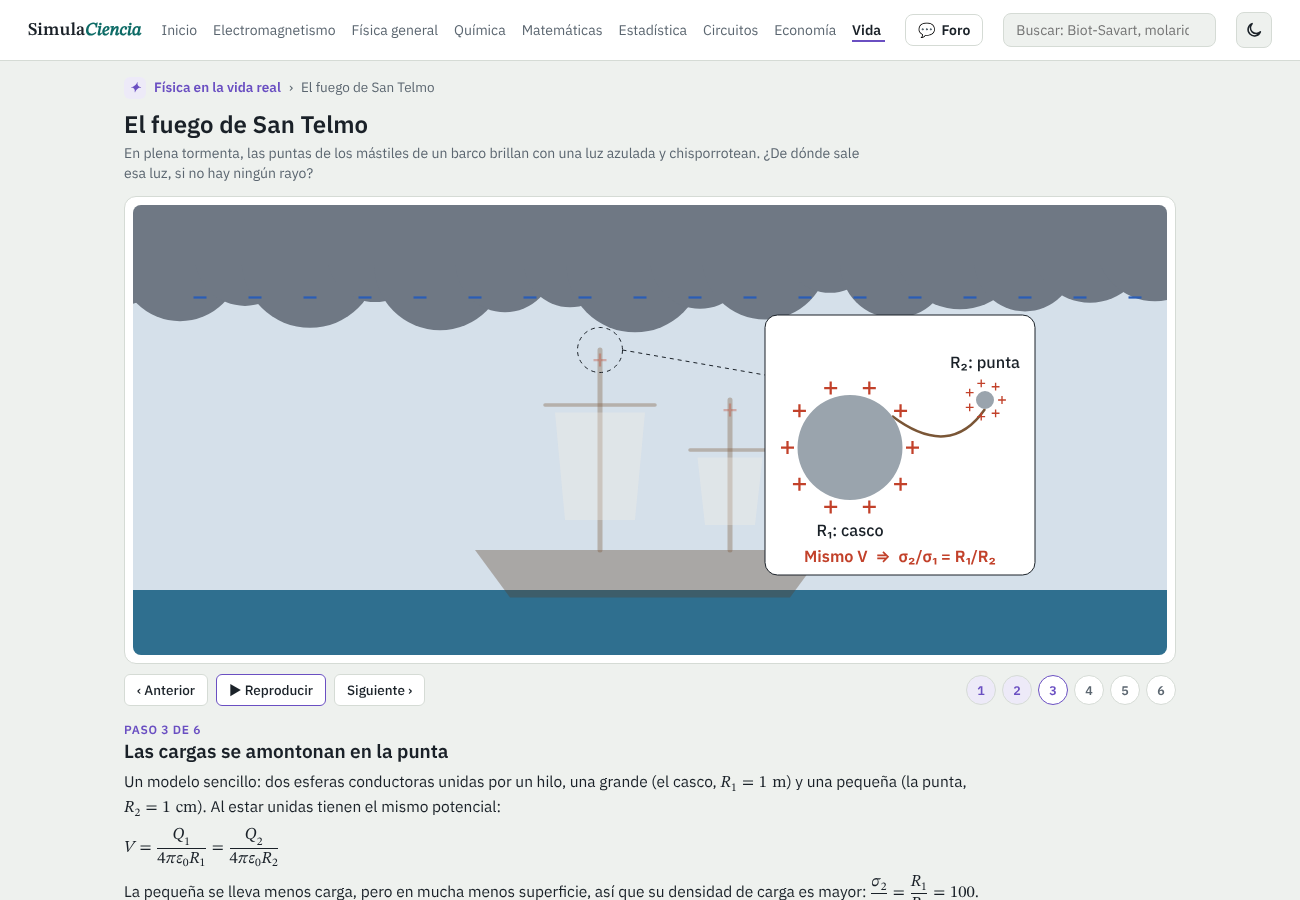 SimulaCiencia Inicio Electromagnetismo Física general Química Matemáticas Estadística Circuitos Economía Vida 💬 Foro Buscar: Biot-Savart, molaric
✦ Física en la vida real › El fuego de San Telmo
El fuego de San Telmo
En plena tormenta, las puntas de los mástiles de un barco brillan con una luz azulada y chisporrotean. ¿De dónde sale
esa luz, si no hay ningún rayo?
R₂: punta
R₁: casco
Mismo V ⇒ σ₂/σ₁ = R₁/R₂
‹ Anterior ▶ Reproducir Siguiente › 1 2 3 4 5 6
PASO 3 DE 6
Las cargas se amontonan en la punta
Un modelo sencillo: dos esferas conductoras unidas por un hilo, una grande (el casco, R₁ = 1 m) y una pequeña (la punta,
R₂ = 1 cm). Al estar unidas tienen el mismo potencial:
V = Q₁/(4πε₀R₁) = Q₂/(4πε₀R₂)
La pequeña se lleva menos carga, pero en mucha menos superficie, así que su densidad de carga es mayor: σ₂/σ₁ = R₁/R₂ = 100.